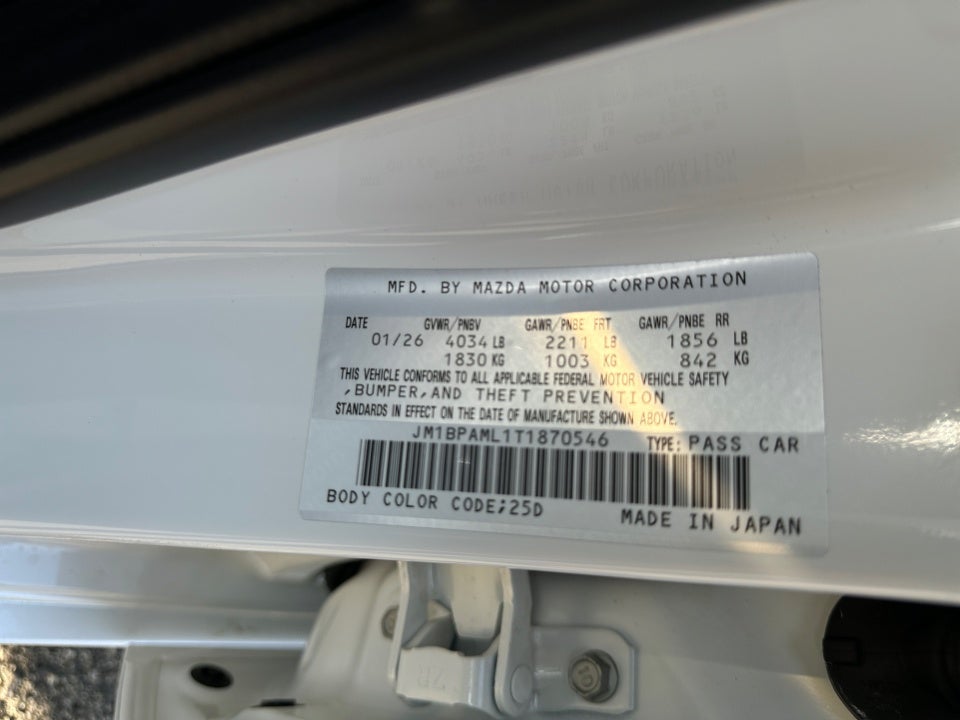 MFD. BY MAZDA MOTOR CORPORATION
DATE GVWR/PNBV GAWR/PNBE FRT GAWR/PNBE RR
01/26 4034 LB 2211 LB 1856 LB
1830 KG 1003 KG 842 KG
THIS VEHICLE CONFORMS TO ALL APPLICABLE FEDERAL MOTOR VEHICLE SAFETY
,BUMPER,AND THEFT PREVENTION
STANDARDS IN EFFECT ON THE DATE OF MANUFACTURE SHOWN ABOVE.
JM1BPAML1T1870546 TYPE: PASS CAR
BODY COLOR CODE;25D
MADE IN JAPAN